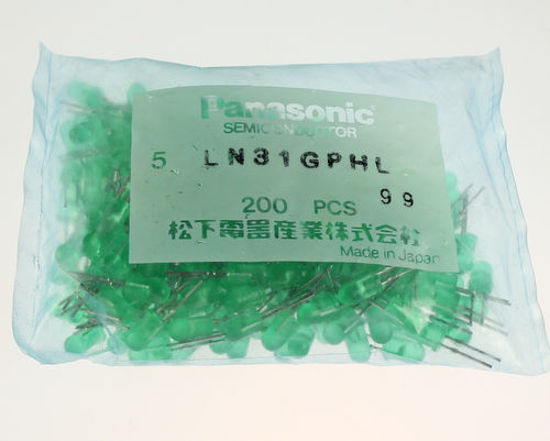 Panasonic
SEMICONDUCTOR
5 LN31GPHL
99
200 PCS
松下電器産業株式会社
Made in Japan